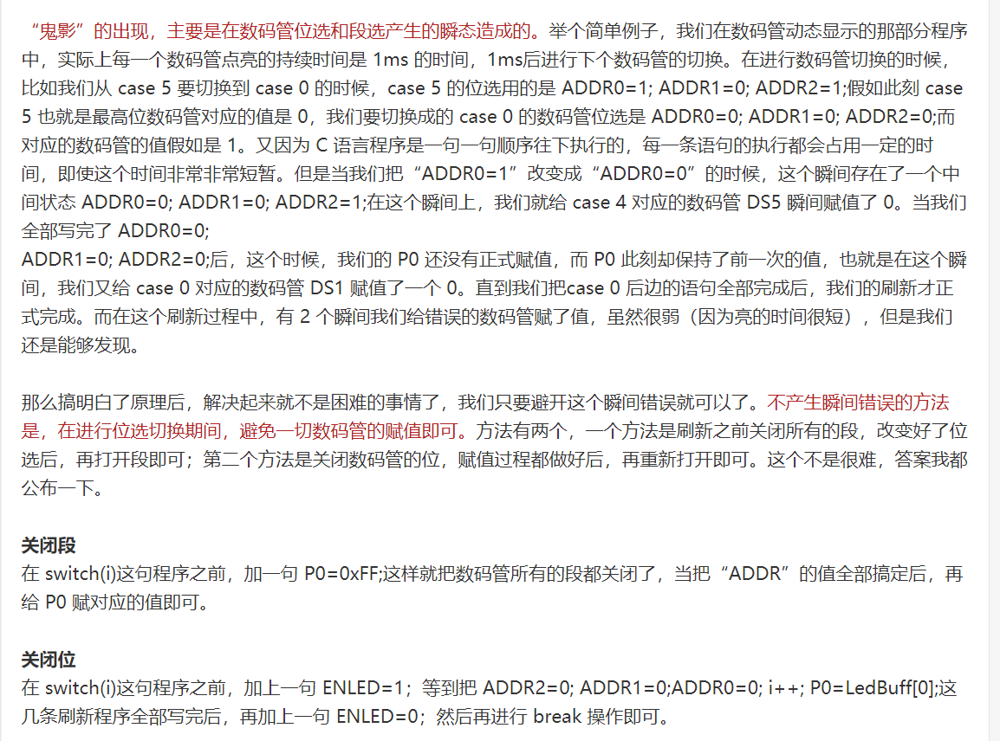 “鬼影”的出现，主要是在数码管位选和段选产生的瞬态造成的。举个简单例子，我们在数码管动态显示的那部分程序
中，实际上每一个数码管点亮的持续时间是 1ms 的时间，1ms后进行下个数码管的切换。在进行数码管切换的时候，
比如我们从 case 5 要切换到 case 0 的时候，case 5 的位选用的是 ADDR0=1; ADDR1=0; ADDR2=1;假如此刻 case
5 也就是最高位数码管对应的值是 0，我们要切换成的 case 0 的数码管位选是 ADDR0=0; ADDR1=0; ADDR2=0;而
对应的数码管的值假如是 1。又因为 C 语言程序是一句一句顺序往下执行的，每一条语句的执行都会占用一定的时
间，即使这个时间非常非常短暂。但是当我们把“ADDR0=1”改变成“ADDR0=0”的时候，这个瞬间存在了一个中
间状态 ADDR0=0; ADDR1=0; ADDR2=1;在这个瞬间上，我们就给 case 4 对应的数码管 DS5 瞬间赋值了 0。当我们
全部写完了 ADDR0=0;
ADDR1=0; ADDR2=0;后，这个时候，我们的 P0 还没有正式赋值，而 P0 此刻却保持了前一次的值，也就是在这个瞬
间，我们又给 case 0 对应的数码管 DS1 赋值了一个 0。直到我们把case 0 后边的语句全部完成后，我们的刷新才正
式完成。而在这个刷新过程中，有 2 个瞬间我们给错误的数码管赋了值，虽然很弱（因为亮的时间很短），但是我们
还是能够发现。
那么搞明白了原理后，解决起来就不是困难的事情了，我们只要避开这个瞬间错误就可以了。不产生瞬间错误的方法
是，在进行位选切换期间，避免一切数码管的赋值即可。方法有两个，一个方法是刷新之前关闭所有的段，改变好了位
选后，再打开段即可；第二个方法是关闭数码管的位，赋值过程都做好后，再重新打开即可。这个不是很难，答案我都
公布一下。
关闭段
在 switch(i)这句程序之前，加一句 P0=0xFF;这样就把数码管所有的段都关闭了，当把“ADDR”的值全部搞定后，再
给 P0 赋对应的值即可。
关闭位
在 switch(i)这句程序之前，加上一句 ENLED=1；等到把 ADDR2=0; ADDR1=0;ADDR0=0; i++; P0=LedBuff[0];这
几条刷新程序全部写完后，再加上一句 ENLED=0；然后再进行 break 操作即可。